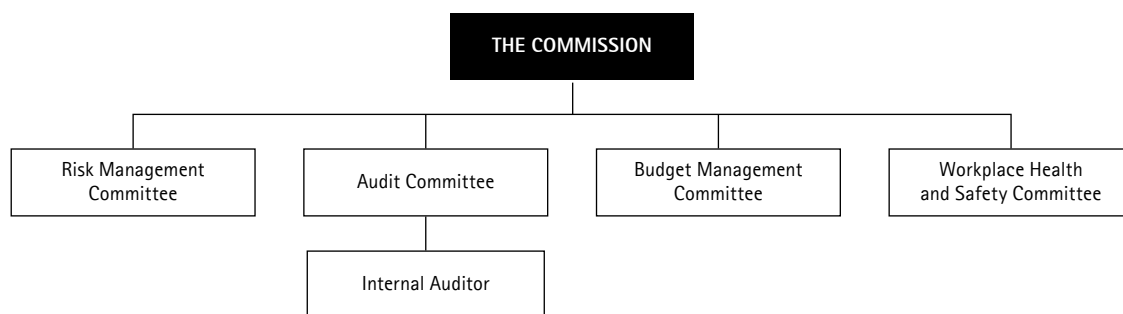 THE COMMISSION
Risk Management
Committee
Audit Committee
Budget Management
Committee
Workplace Health
and Safety Committee
Internal Auditor